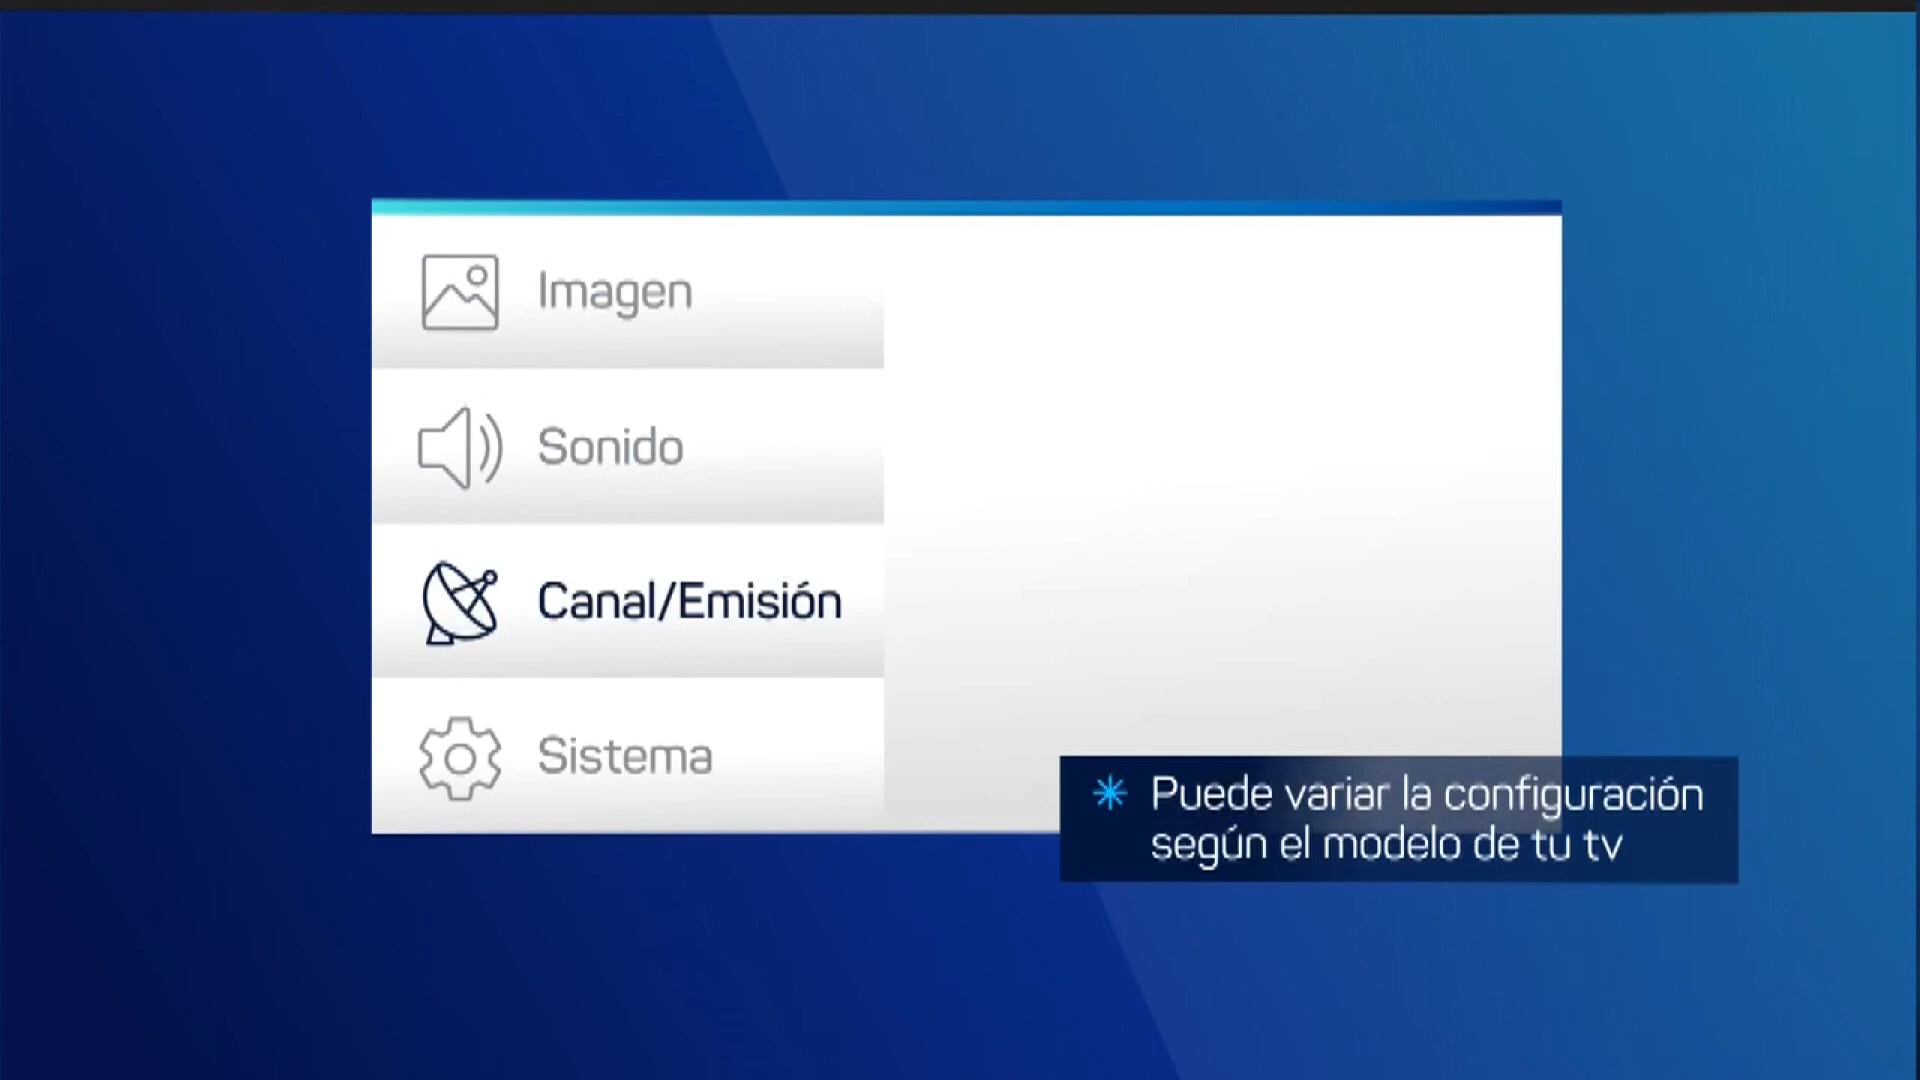 Imagen
Sonido
Canal/Emisión
Sistema
Puede variar la configuración
según el modelo de tu tv